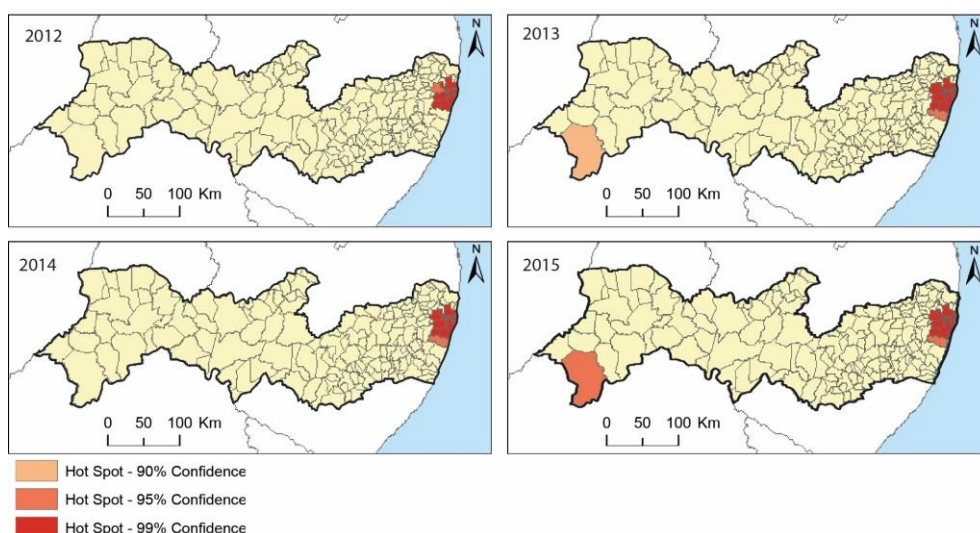 2012
N
0 50 100 Km
2013
N
0 50 100 Km
2014
N
0 50 100 Km
2015
N
0 50 100 Km
Hot Spot - 90% Confidence
Hot Spot - 95% Confidence
Hot Spot - 99% Confidence